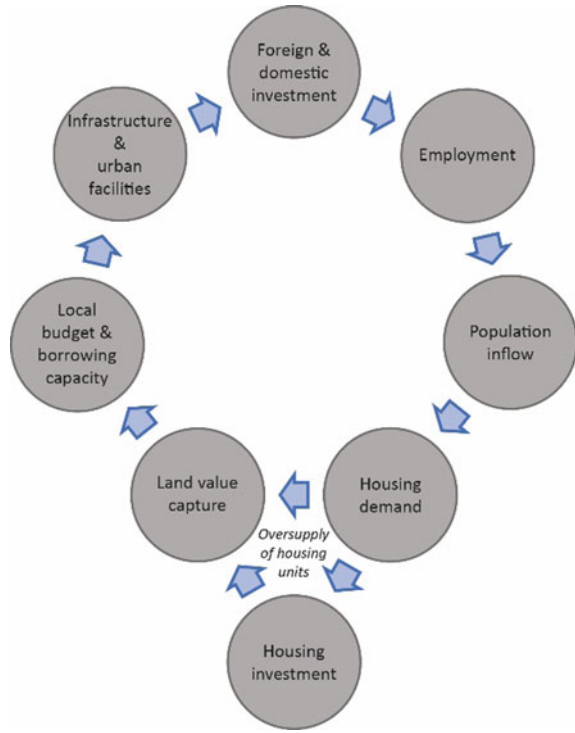 Foreign &
domestic
investment
Employment
Population
inflow
Housing
demand
Housing
investment
Oversupply
of housing
units
Land value
capture
Local
budget &
borrowing
capacity
Infrastructure
&
urban
facilities